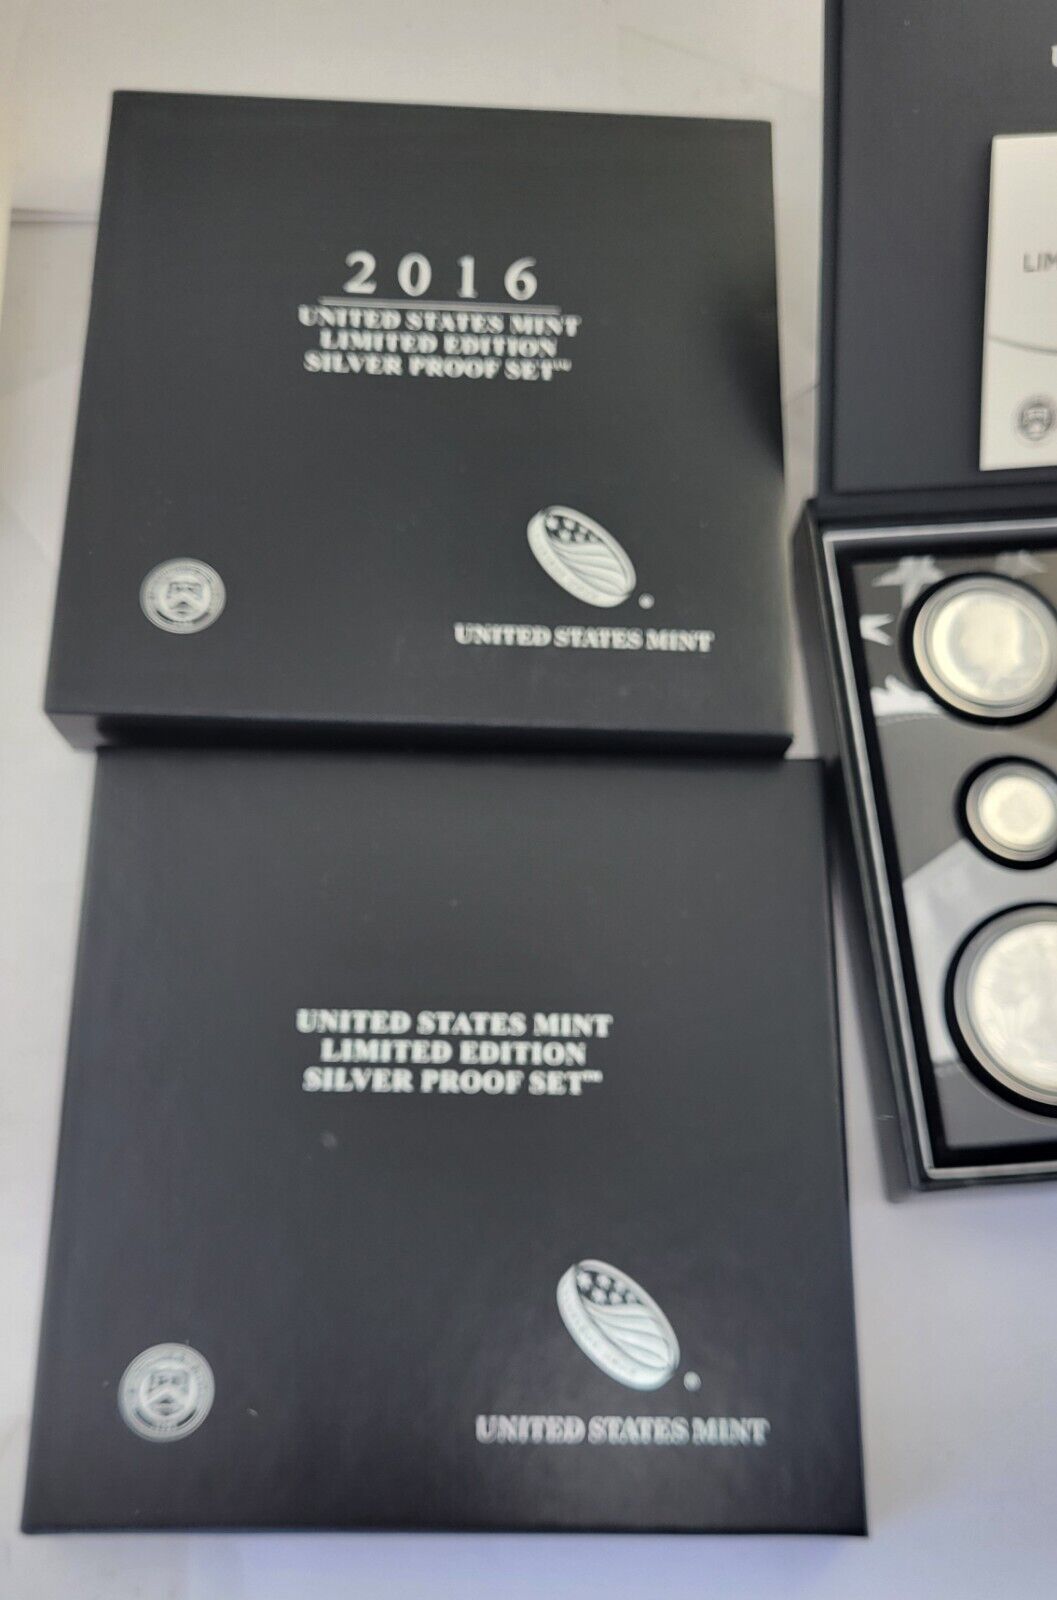 2016
UNITED STATES MINT
LIMITED EDITION
SILVER PROOF SET™
UNITED STATES MINT
UNITED STATES MINT
LIMITED EDITION
SILVER PROOF SET™
UNITED STATES MINT
LIM